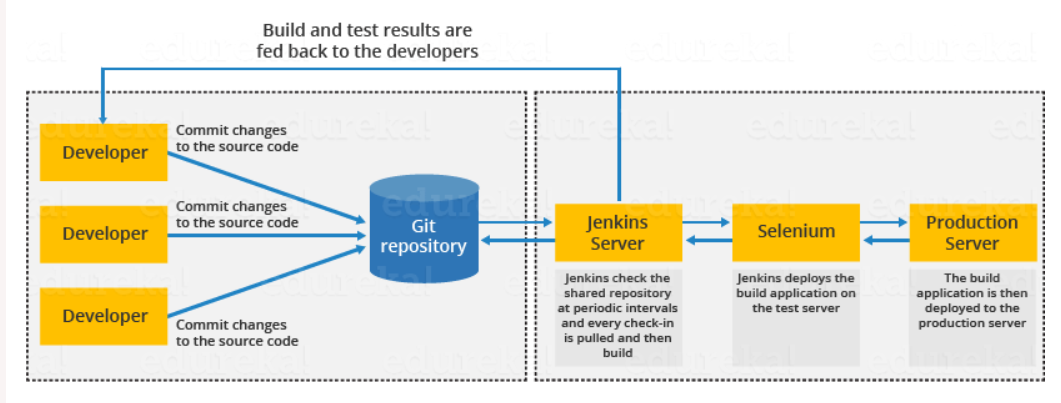 Build and test results are
fed back to the developers
Developer
Commit changes
to the source code
Developer
Commit changes
to the source code
Developer
Commit changes
to the source code
Git
repository
Jenkins
Server
Jenkins check the
shared repository
at periodic intervals
and every check-in
is pulled and then
build
Selenium
Jenkins deploys the
build application on
the test server
Production
Server
The build
application is then
deployed to the
production server
edureka!